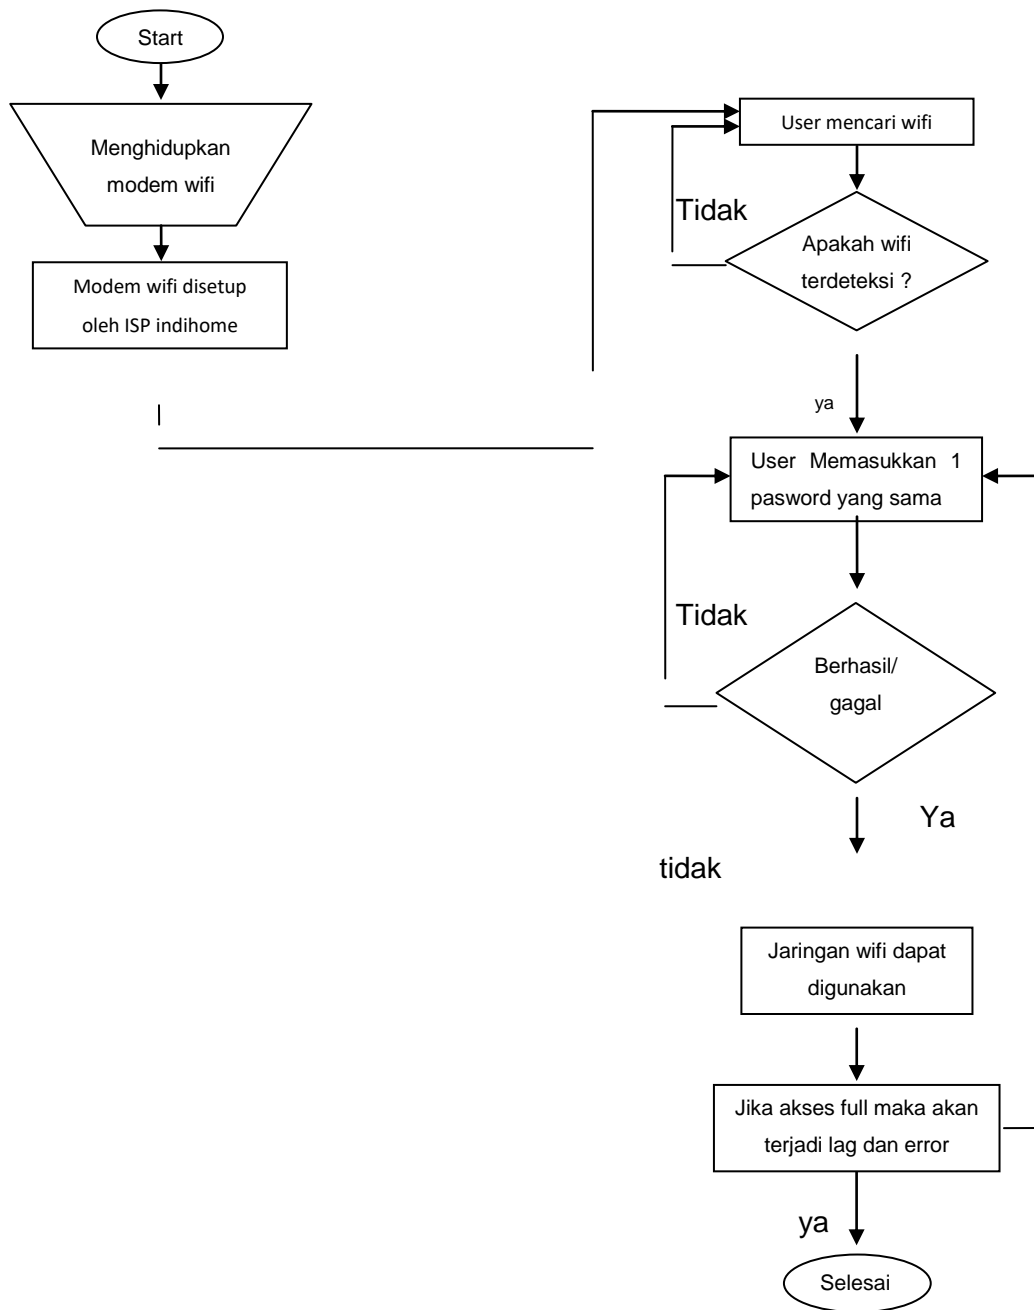 Start
Menghidupkan
modem wifi
Modem wifi disetup
oleh ISP indihome
User mencari wifi
Tidak
Apakah wifi
terdeteksi ?
ya
User Memasukkan 1
pasword yang sama
Tidak
Berhasil/
gagal
Ya
tidak
Jaringan wifi dapat
digunakan
Jika akses full maka akan
terjadi lag dan error
ya
Selesai